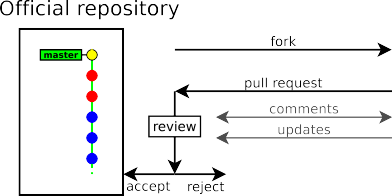 Official repository
master
fork
pull request
comments
updates
review
accept
reject